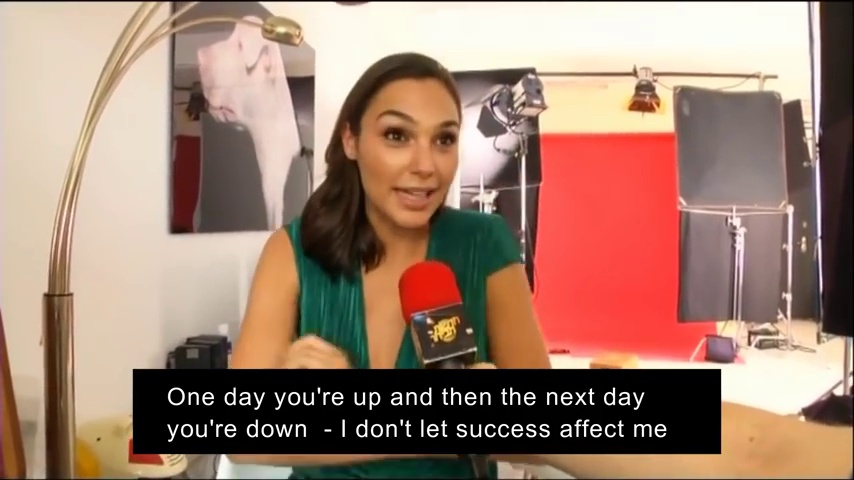 One day you're up and then the next day
you're down  - I don't let success affect me